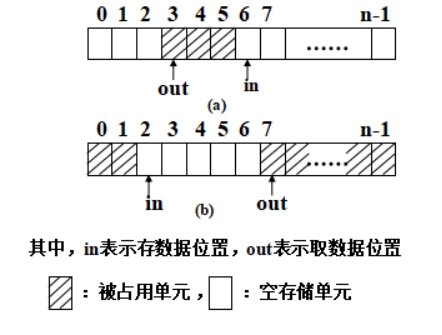 0 1 2 3 4 5 6 7 n-1
......
out in
(a)
0 1 2 3 4 5 6 7 n-1
......
in out
(b)
其中，in表示存数据位置，out表示取数据位置
：被占用单元，：空存储单元